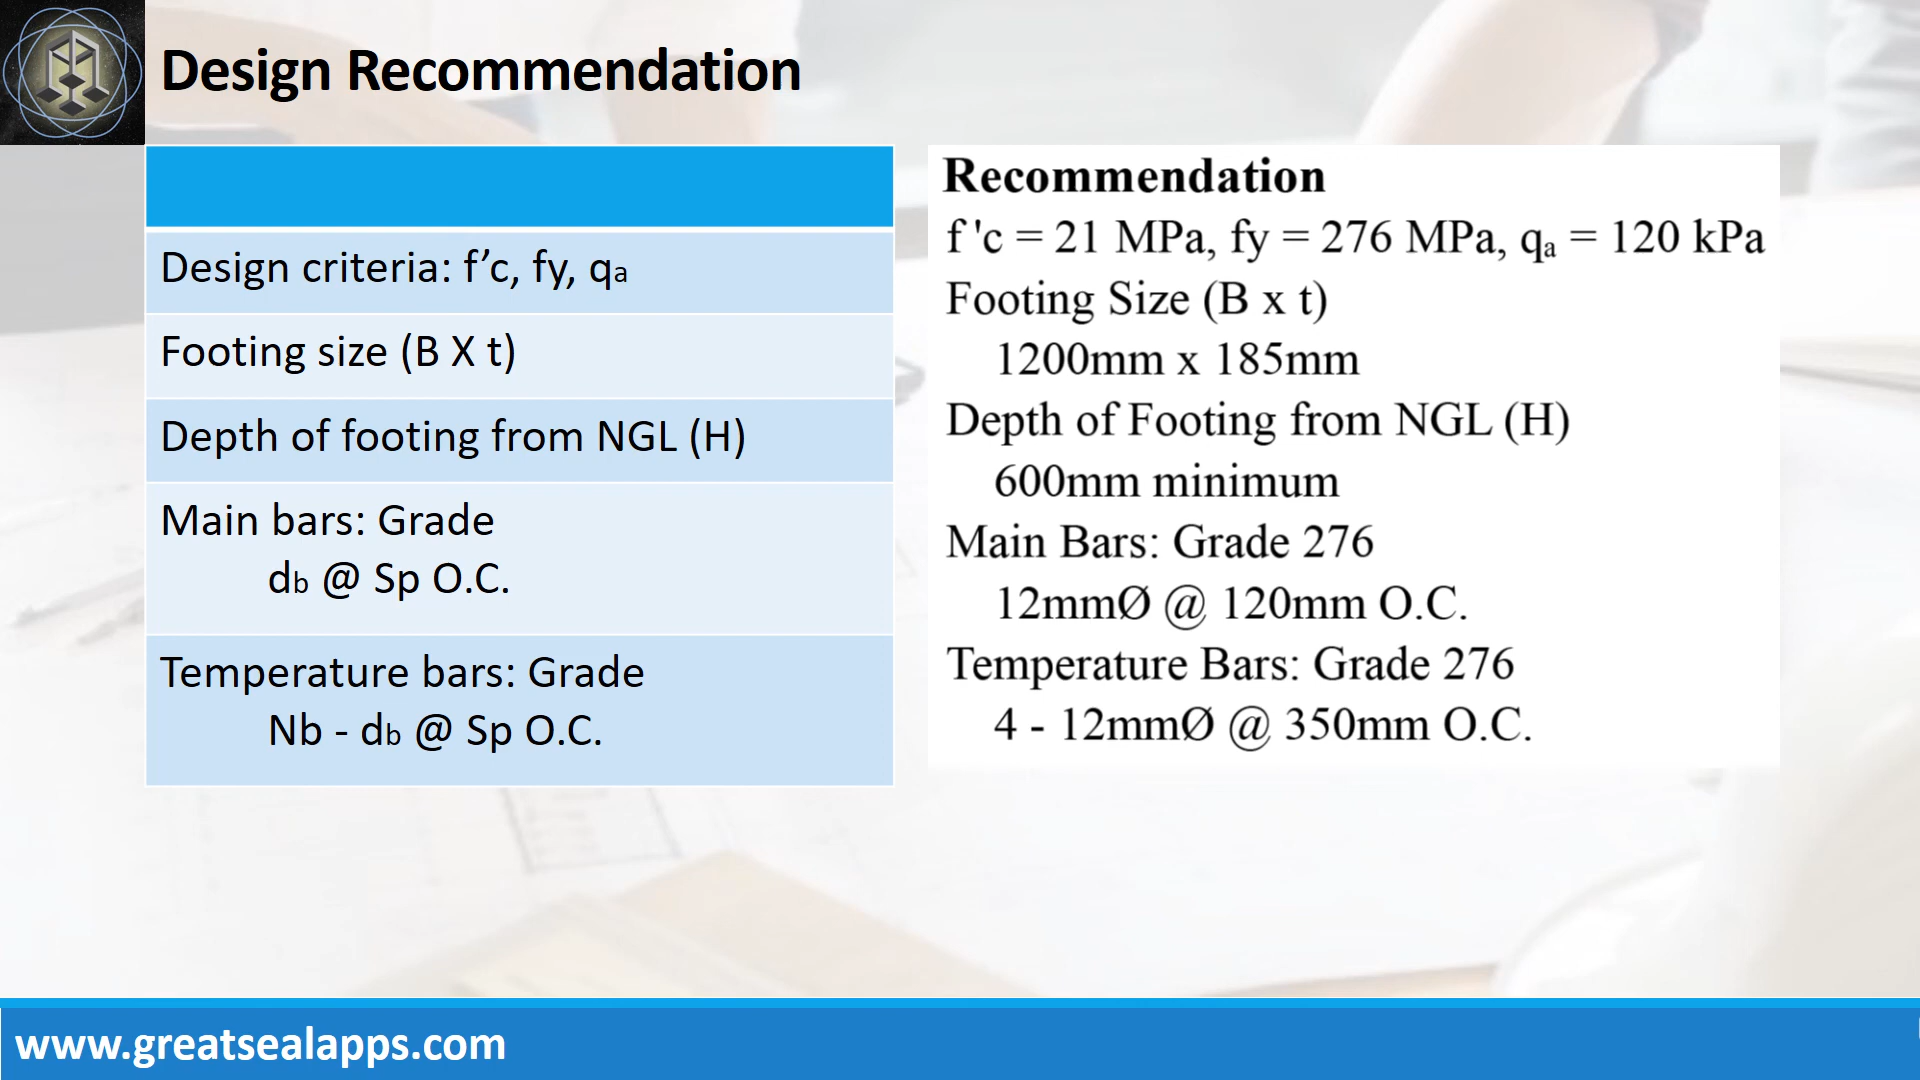 Design Recommendation
Design criteria: f’c, fy, qa
Footing size (B X t)
Depth of footing from NGL (H)
Main bars: Grade
db @ Sp O.C.
Temperature bars: Grade
Nb - db @ Sp O.C.
Recommendation
f 'c = 21 MPa, fy = 276 MPa, qa = 120 kPa
Footing Size (B x t)
1200mm x 185mm
Depth of Footing from NGL (H)
600mm minimum
Main Bars: Grade 276
12mmØ @ 120mm O.C.
Temperature Bars: Grade 276
4 - 12mmØ @ 350mm O.C.
www.greatsealapps.com